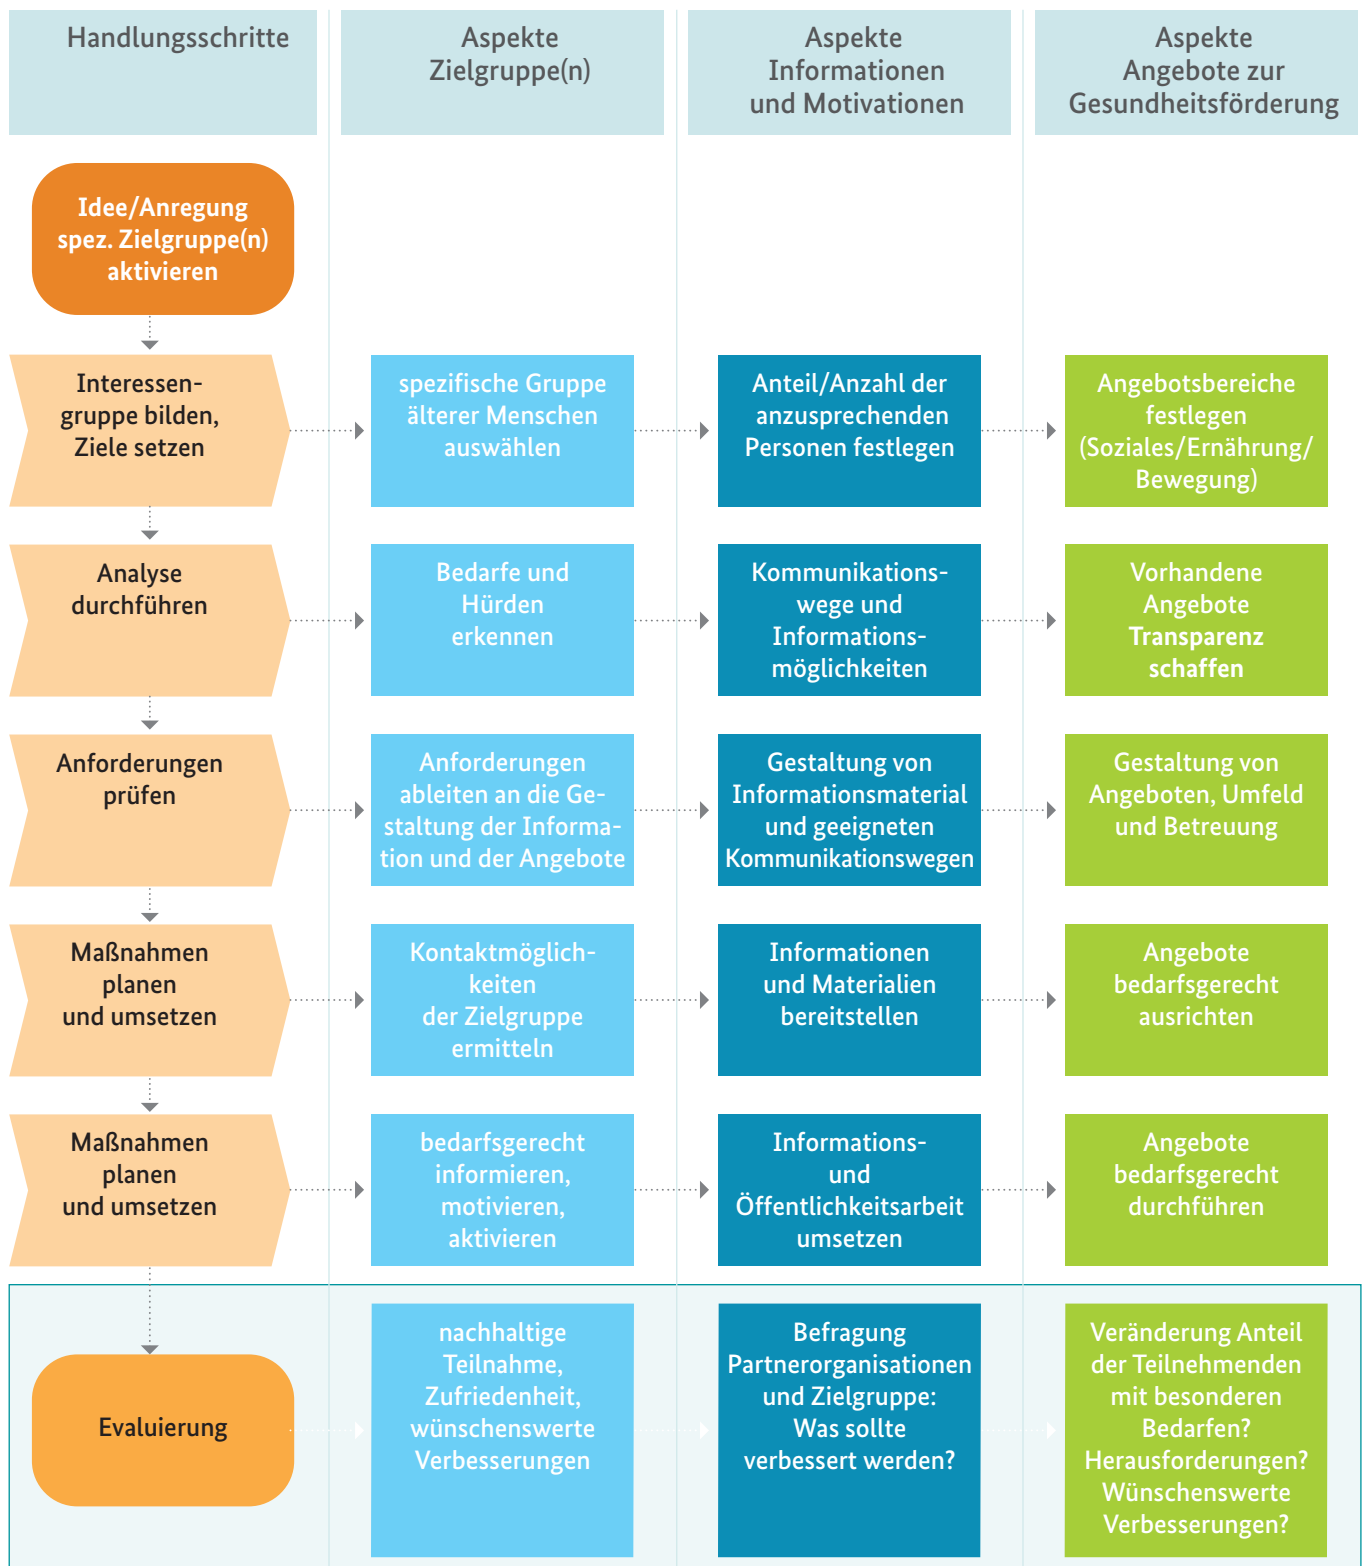 Handlungsschritte
Aspekte
Zielgruppe(n)
Aspekte
Informationen
und Motivationen
Aspekte
Angebote zur
Gesundheitsförderung
Idee/Anregung
spez. Zielgruppe(n)
aktivieren
Interessen-
gruppe bilden,
Ziele setzen
spezifische Gruppe
älterer Menschen
auswählen
Anteil/Anzahl der
anzusprechenden
Personen festlegen
Angebotsbereiche
festlegen
(Soziales/Ernährung/
Bewegung)
Analyse
durchführen
Bedarfe und
Hürden
erkennen
Kommunikations-
wege und
Informations-
möglichkeiten
Vorhandene
Angebote
Transparenz
schaffen
Anforderungen
prüfen
Anforderungen
ableiten an die Ge-
staltung der Informa-
tion und der Angebote
Gestaltung von
Informationsmaterial
und geeigneten
Kommunikationswegen
Gestaltung von
Angeboten, Umfeld
und Betreuung
Maßnahmen
planen
und umsetzen
Kontaktmöglich-
keiten
der Zielgruppe
ermitteln
Informationen
und Materialien
bereitstellen
Angebote
bedarfsgerecht
ausrichten
Maßnahmen
planen
und umsetzen
bedarfsgerecht
informieren,
motivieren,
aktivieren
Informations-
und
Öffentlichkeitsarbeit
umsetzen
Angebote
bedarfsgerecht
durchführen
Evaluierung
nachhaltige
Teilnahme,
Zufriedenheit,
wünschenswerte
Verbesserungen
Befragung
Partnerorganisationen
und Zielgruppe:
Was sollte
verbessert werden?
Veränderung Anteil
der Teilnehmenden
mit besonderen
Bedarfen?
Herausforderungen?
Wünschenswerte
Verbesserungen?